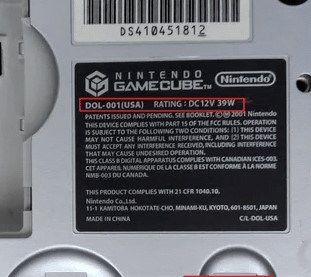 DS410451812
NINTENDO
GAMECUBE™
Nintendo®
DOL-001(USA) RATING : DC12V 39W
PATENTS ISSUED AND PENDING. SEE BOOKLET. ©Ⓜ2001 Nintendo
THIS DEVICE COMPLIES WITH PART 15 OF THE FCC RULES. OPERATION
IS SUBJECT TO THE FOLLOWING TWO CONDITIONS: (1) THIS DEVICE
MAY NOT CAUSE HARMFUL INTERFERENCE, AND (2) THIS DEVICE
MUST ACCEPT ANY INTERFERENCE RECEIVED, INCLUDING INTERFERENCE
THAT MAY CAUSE UNDESIRED OPERATION.
THIS CLASS B DIGITAL APPARATUS COMPLIES WITH CANADIAN ICES-003.
CET APPAREIL NUMÉRIQUE DE LA CLASSE B EST CONFORME À LA NORME
NMB-003 DU CANADA.
THIS PRODUCT COMPLIES WITH 21 CFR 1040.10.
Nintendo Co., Ltd.
11-1 KAMITOBA HOKOTATE-CHO, MINAMI-KU, KYOTO, 601-8501, JAPAN
MADE IN CHINA
C/L-DOL-USA